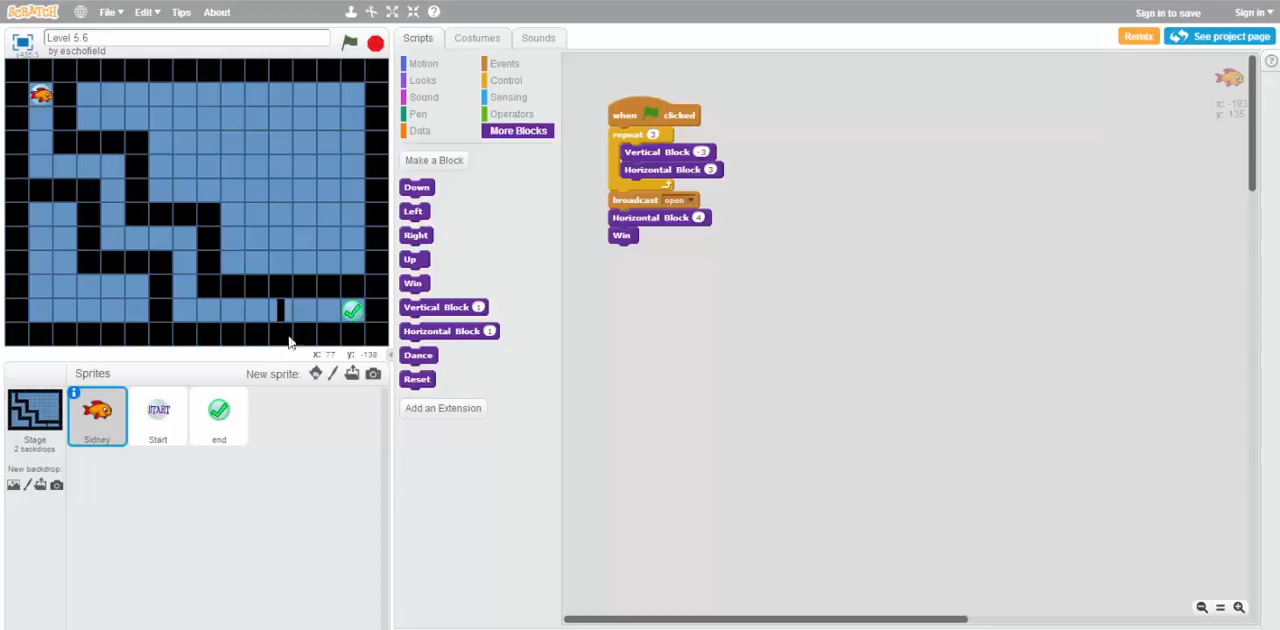 SCRATCH File Edit Tips About Sign in to save Sign in
Level 5.6
by eschofield
Scripts Costumes Sounds
Remix See project page
Motion Events
Looks Control
Sound Sensing
Pen Operators
Data More Blocks
Make a Block
Down
Left
Right
Up
Win
Vertical Block 1
Horizontal Block 1
Dance
Reset
Add an Extension
when clicked
repeat 3
Vertical Block -3
Horizontal Block 3
broadcast open
Horizontal Block 4
Win
x: -193
y: 135
x: 77 y: -138
Sprites New sprite:
Stage
2 backdrops
New backdrop:
Sidney
START
Start
end